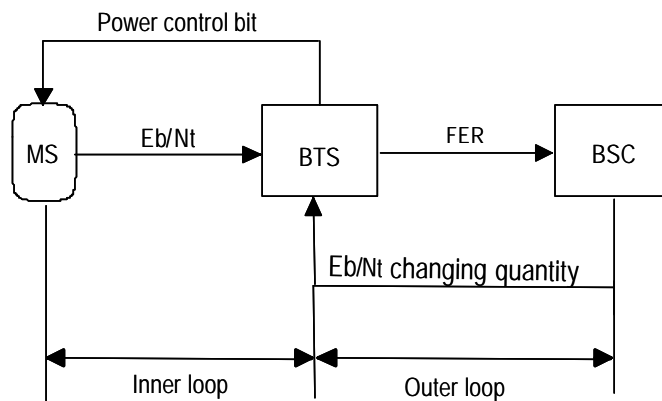 Power control bit
MS
Eb/Nt
BTS
FER
BSC
Eb/Nt changing quantity
Inner loop
Outer loop